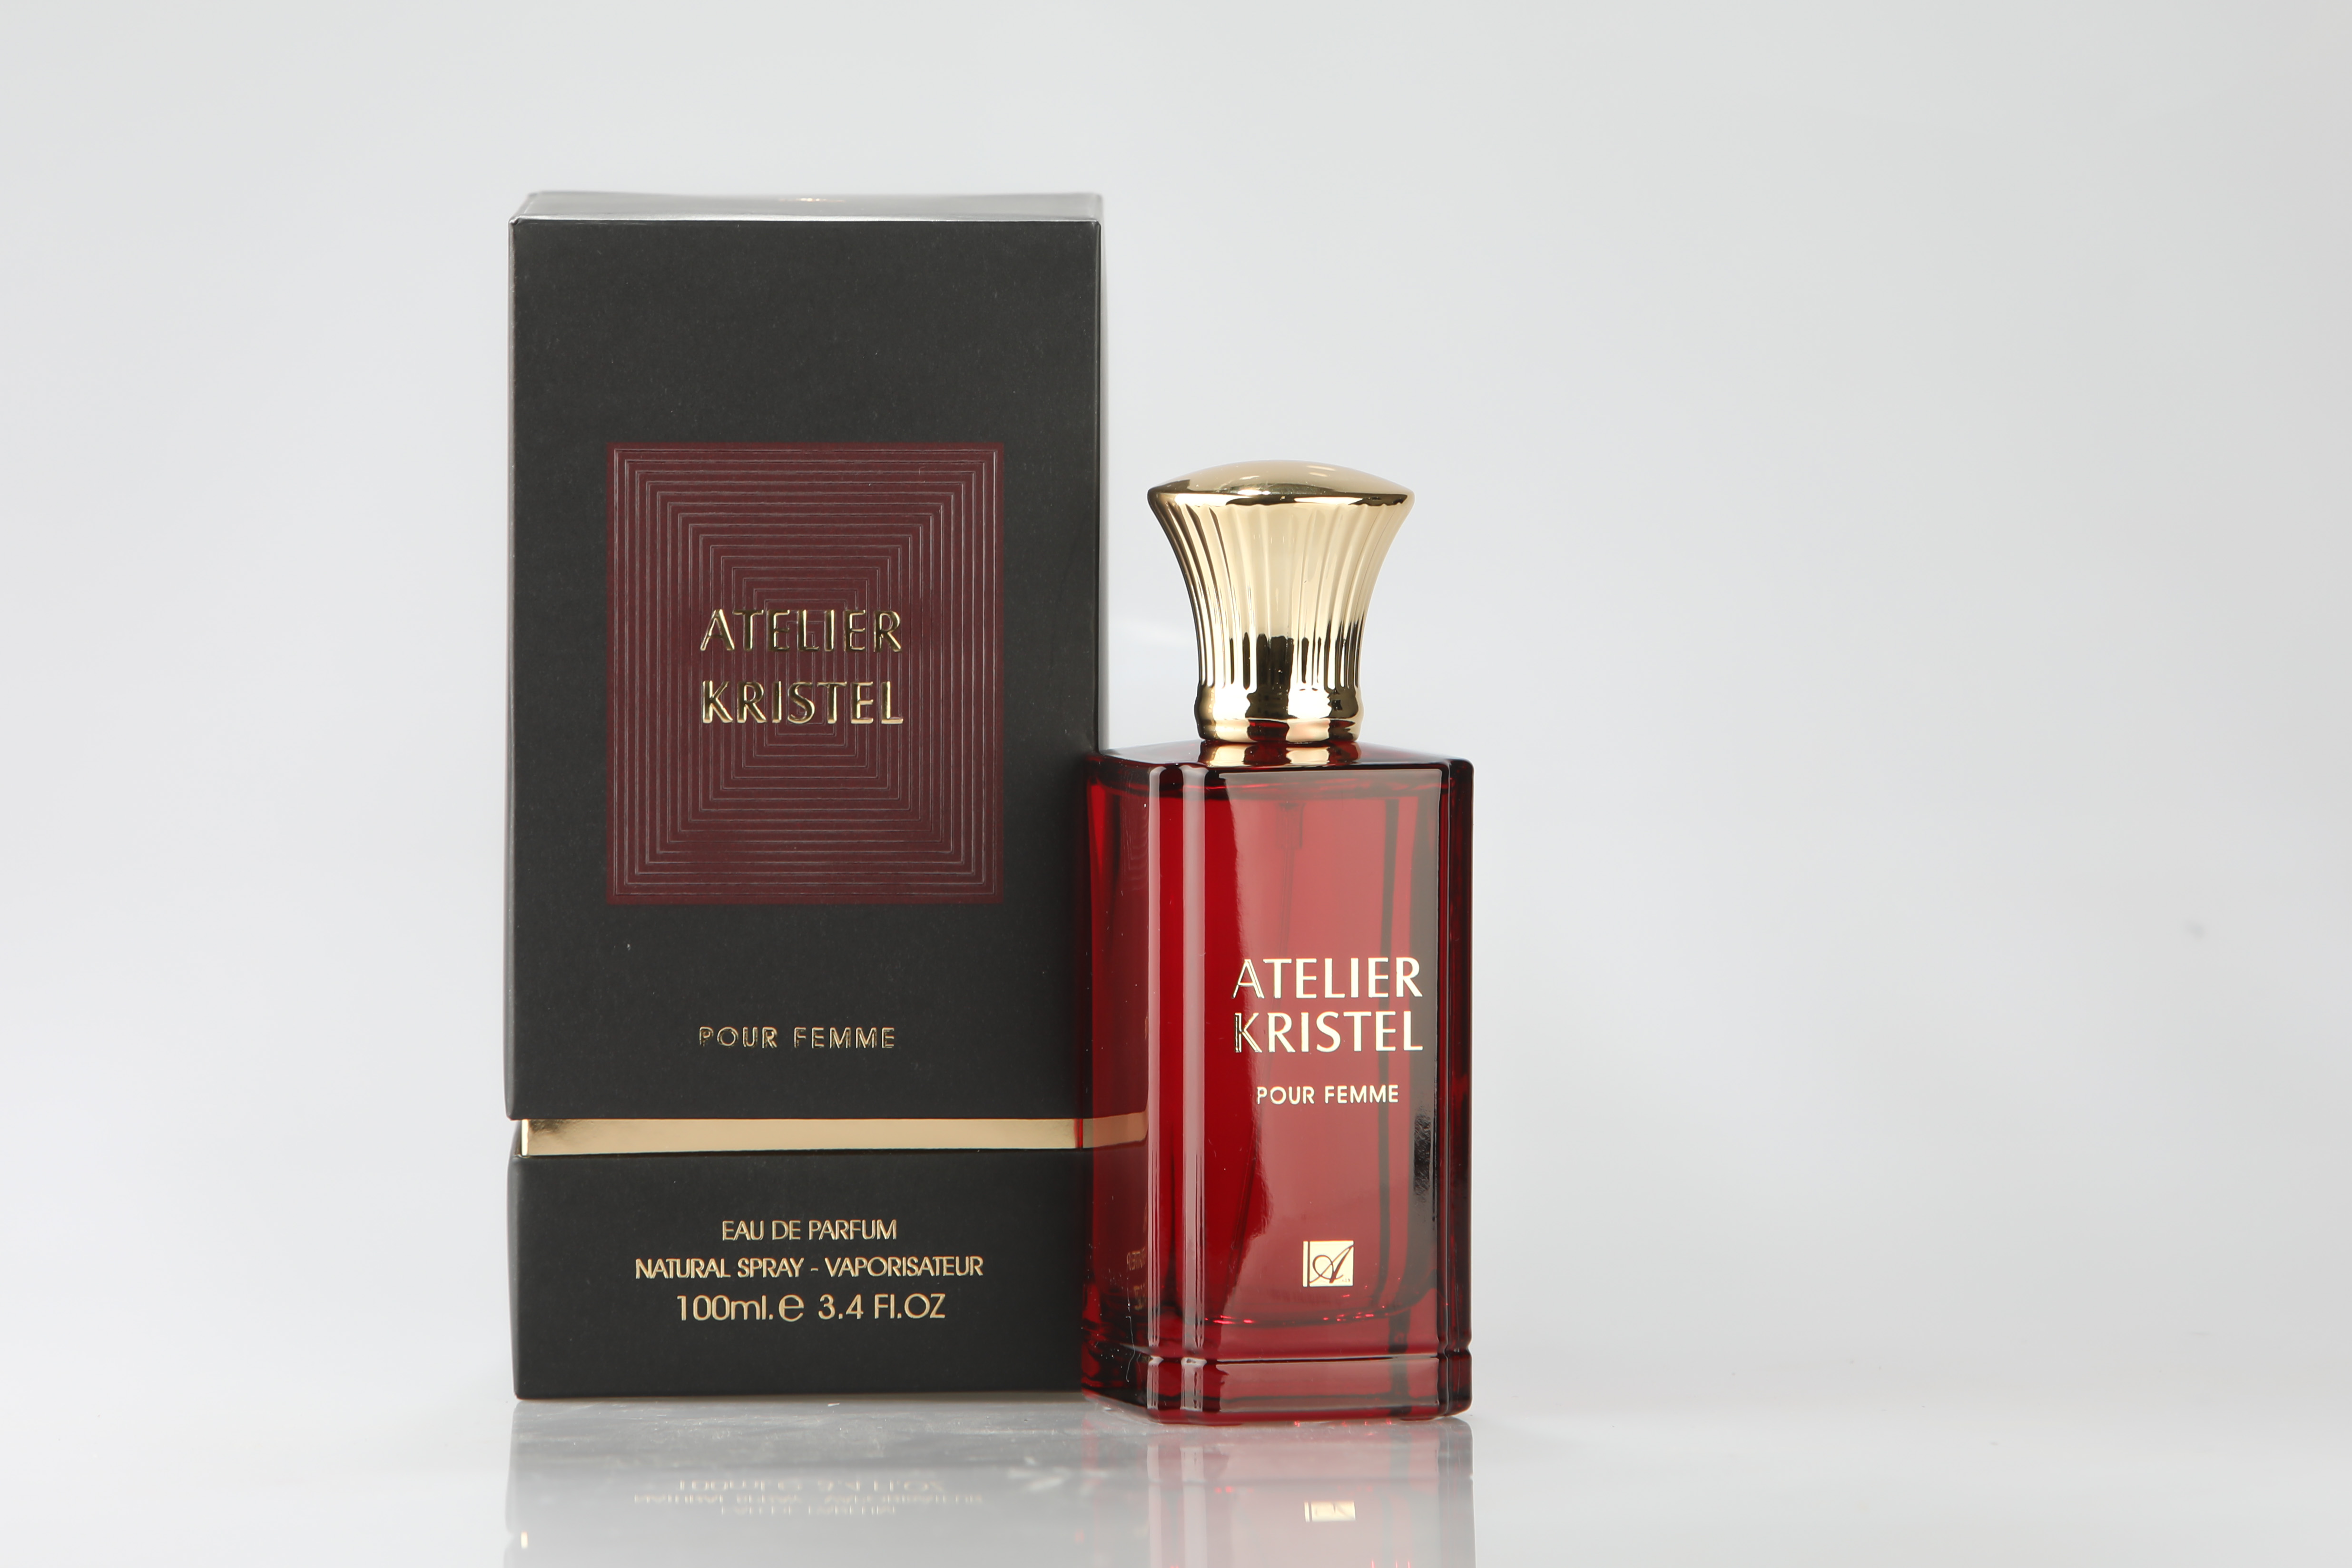 ATELIER
KRISTEL
POUR FEMME
EAU DE PARFUM
NATURAL SPRAY - VAPORISATEUR
100ml.e 3.4 Fl.OZ
ATELIER
KRISTEL
POUR FEMME
A